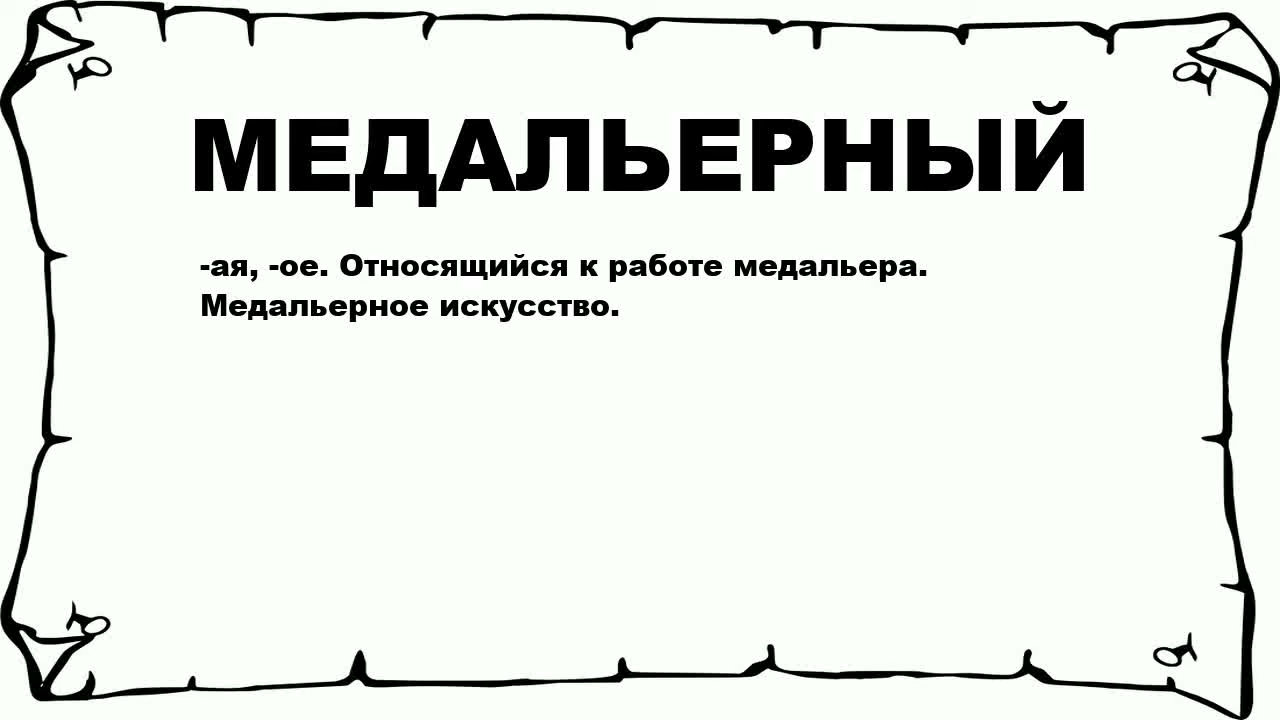 МЕДАЛЬЕРНЫЙ
-ая, -ое. Относящийся к работе медальера.
Медальерное искусство.